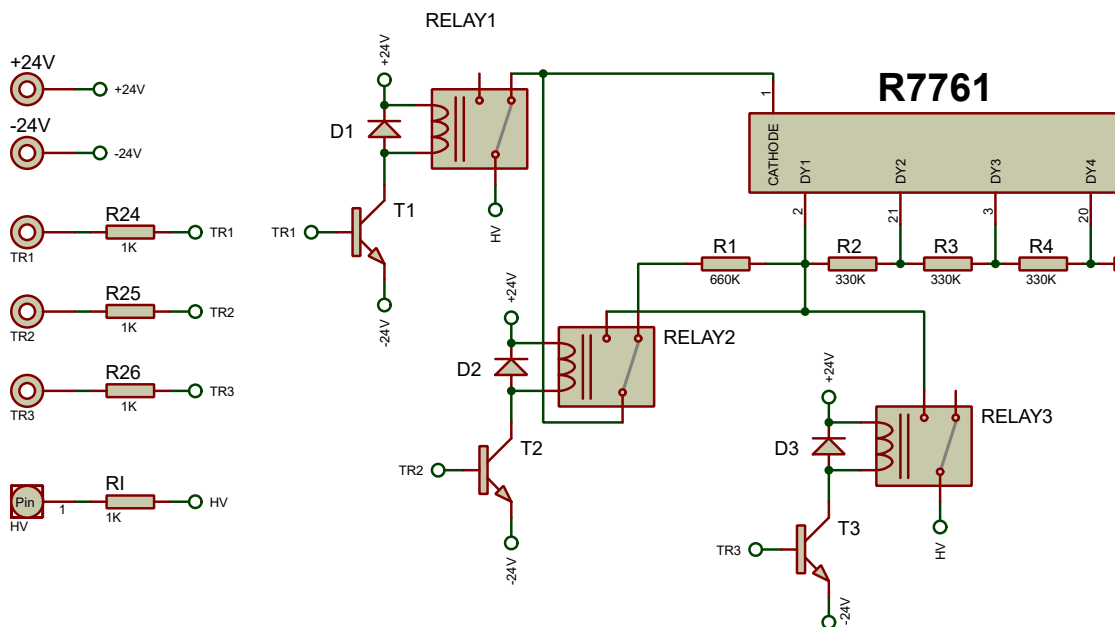 RELAY1
+24V
+24V
+24V
-24V
-24V
D1
HV
R24
1K
TR1
TR1
T1
TR1
-24V
R25
1K
TR2
TR2
R26
1K
TR3
TR3
Pin
1
HV
RI
1K
HV
R7761
1
CATHODE
DY1
DY2
DY3
DY4
2
21
3
20
R1
660K
R2
330K
R3
330K
R4
330K
+24V
RELAY2
D2
T2
TR2
-24V
+24V
RELAY3
D3
HV
T3
TR3
-24V